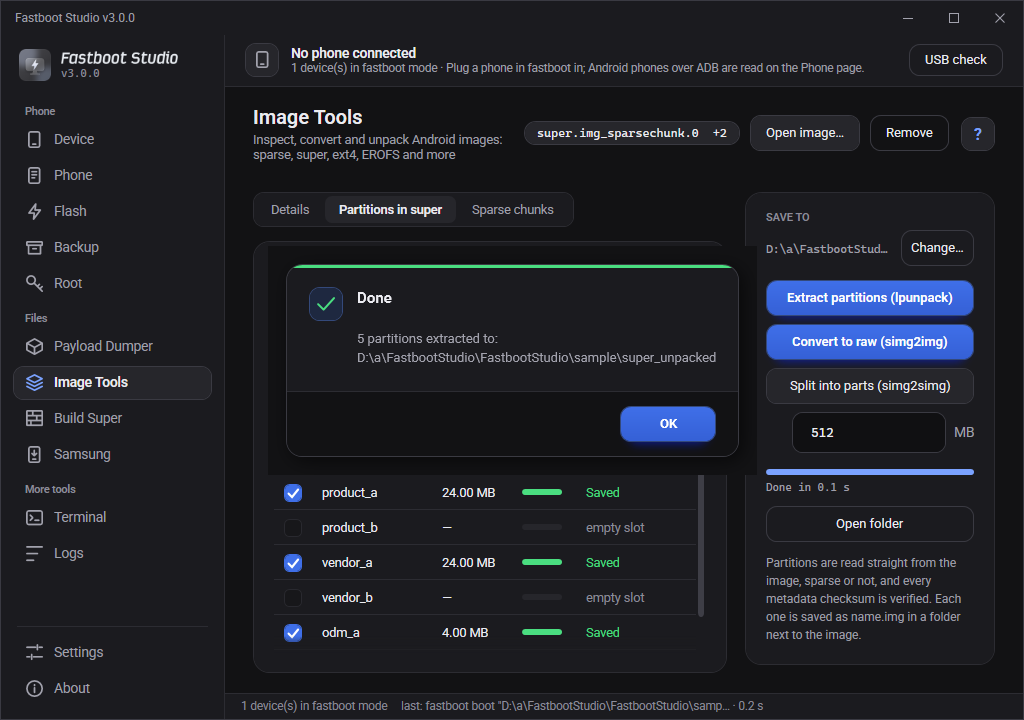 Fastboot Studio v3.0.0
Fastboot Studio
v3.0.0
No phone connected
1 device(s) in fastboot mode · Plug a phone in fastboot in; Android phones over ADB are read on the Phone page.
USB check
Phone
Device
Phone
Flash
Backup
Root
Files
Payload Dumper
Image Tools
Build Super
Samsung
More tools
Terminal
Logs
Settings
About
Image Tools
Inspect, convert and unpack Android images:
sparse, super, ext4, EROFS and more
super.img_sparsechunk.0 +2
Open image…
Remove
?
Details
Partitions in super
Sparse chunks
Done
5 partitions extracted to:
D:\a\FastbootStudio\FastbootStudio\sample\super_unpacked
OK
product_a 24.00 MB Saved
product_b — empty slot
vendor_a 24.00 MB Saved
vendor_b — empty slot
odm_a 4.00 MB Saved
SAVE TO
D:\a\FastbootStud…
Change…
Extract partitions (lpunpack)
Convert to raw (simg2img)
Split into parts (simg2simg)
512 MB
Done in 0.1 s
Open folder
Partitions are read straight from the
image, sparse or not, and every
metadata checksum is verified. Each
one is saved as name.img in a folder
next to the image.
1 device(s) in fastboot mode last: fastboot boot "D:\a\FastbootStudio\FastbootStudio\samp… · 0.2 s